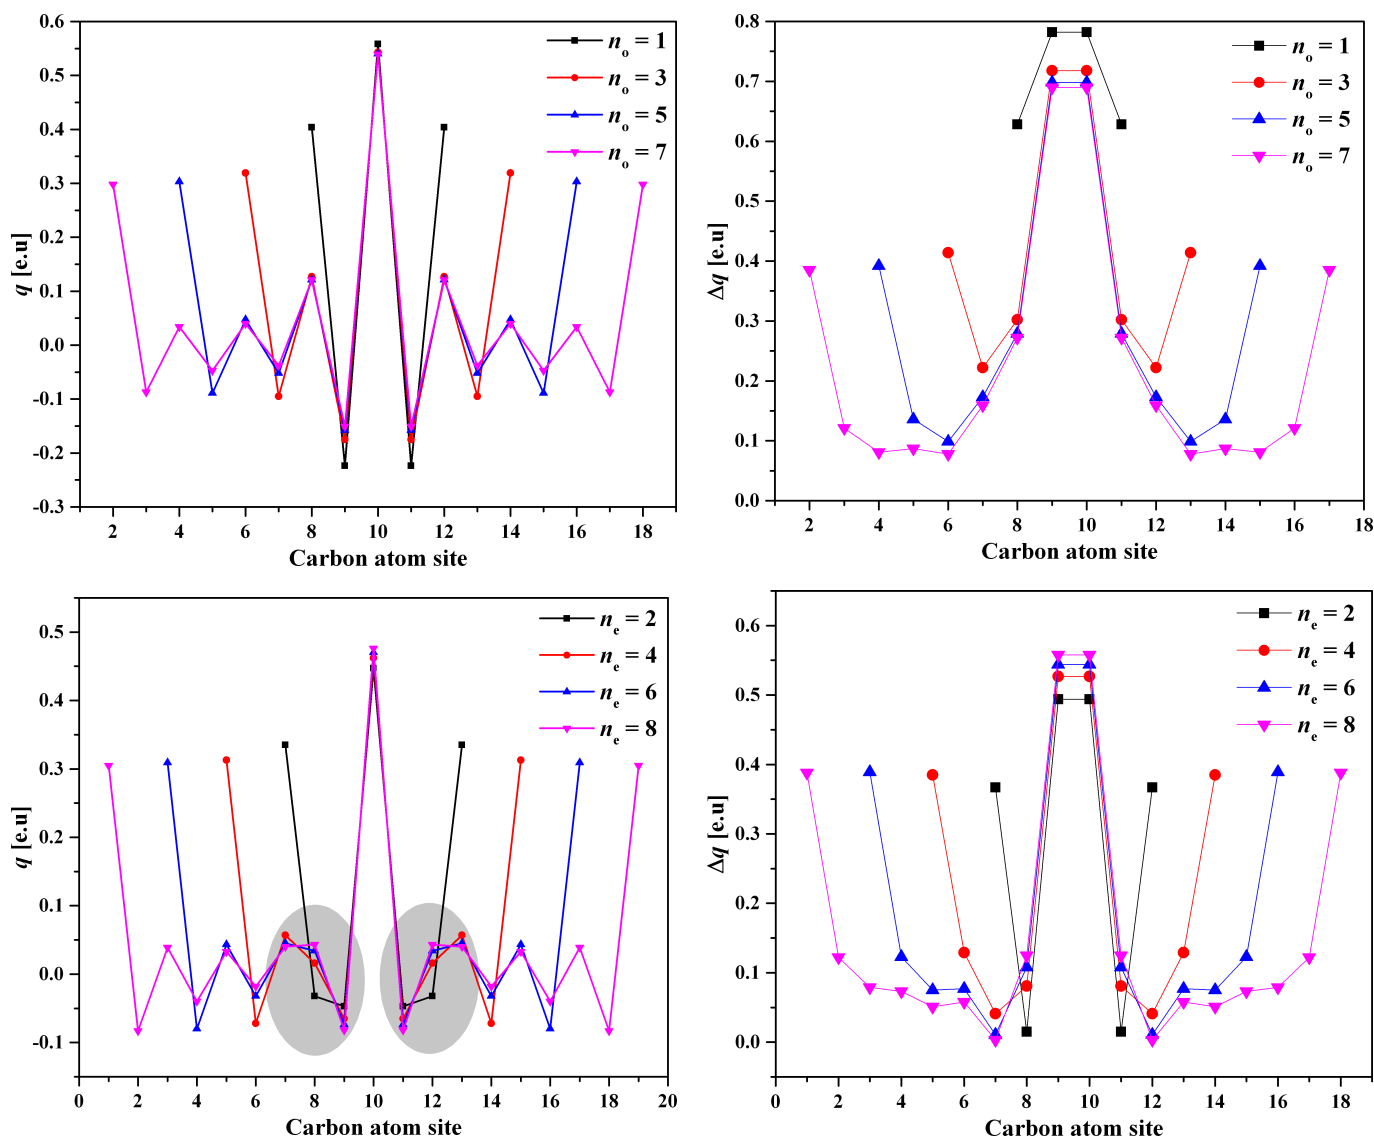 0.6
0.5
0.4
0.3
0.2
0.1
0.0
-0.1
-0.2
-0.3
q [e.u]
no = 1
no = 3
no = 5
no = 7
2 4 6 8 10 12 14 16 18
Carbon atom site
0.8
0.7
0.6
0.5
0.4
0.3
0.2
0.1
0.0
Δq [e.u]
no = 1
no = 3
no = 5
no = 7
2 4 6 8 10 12 14 16 18
Carbon atom site
0.5
0.4
0.3
0.2
0.1
0.0
-0.1
q [e.u]
ne = 2
ne = 4
ne = 6
ne = 8
0 2 4 6 8 10 12 14 16 18 20
Carbon atom site
0.6
0.5
0.4
0.3
0.2
0.1
0.0
Δq [e.u]
ne = 2
ne = 4
ne = 6
ne = 8
0 2 4 6 8 10 12 14 16 18
Carbon atom site